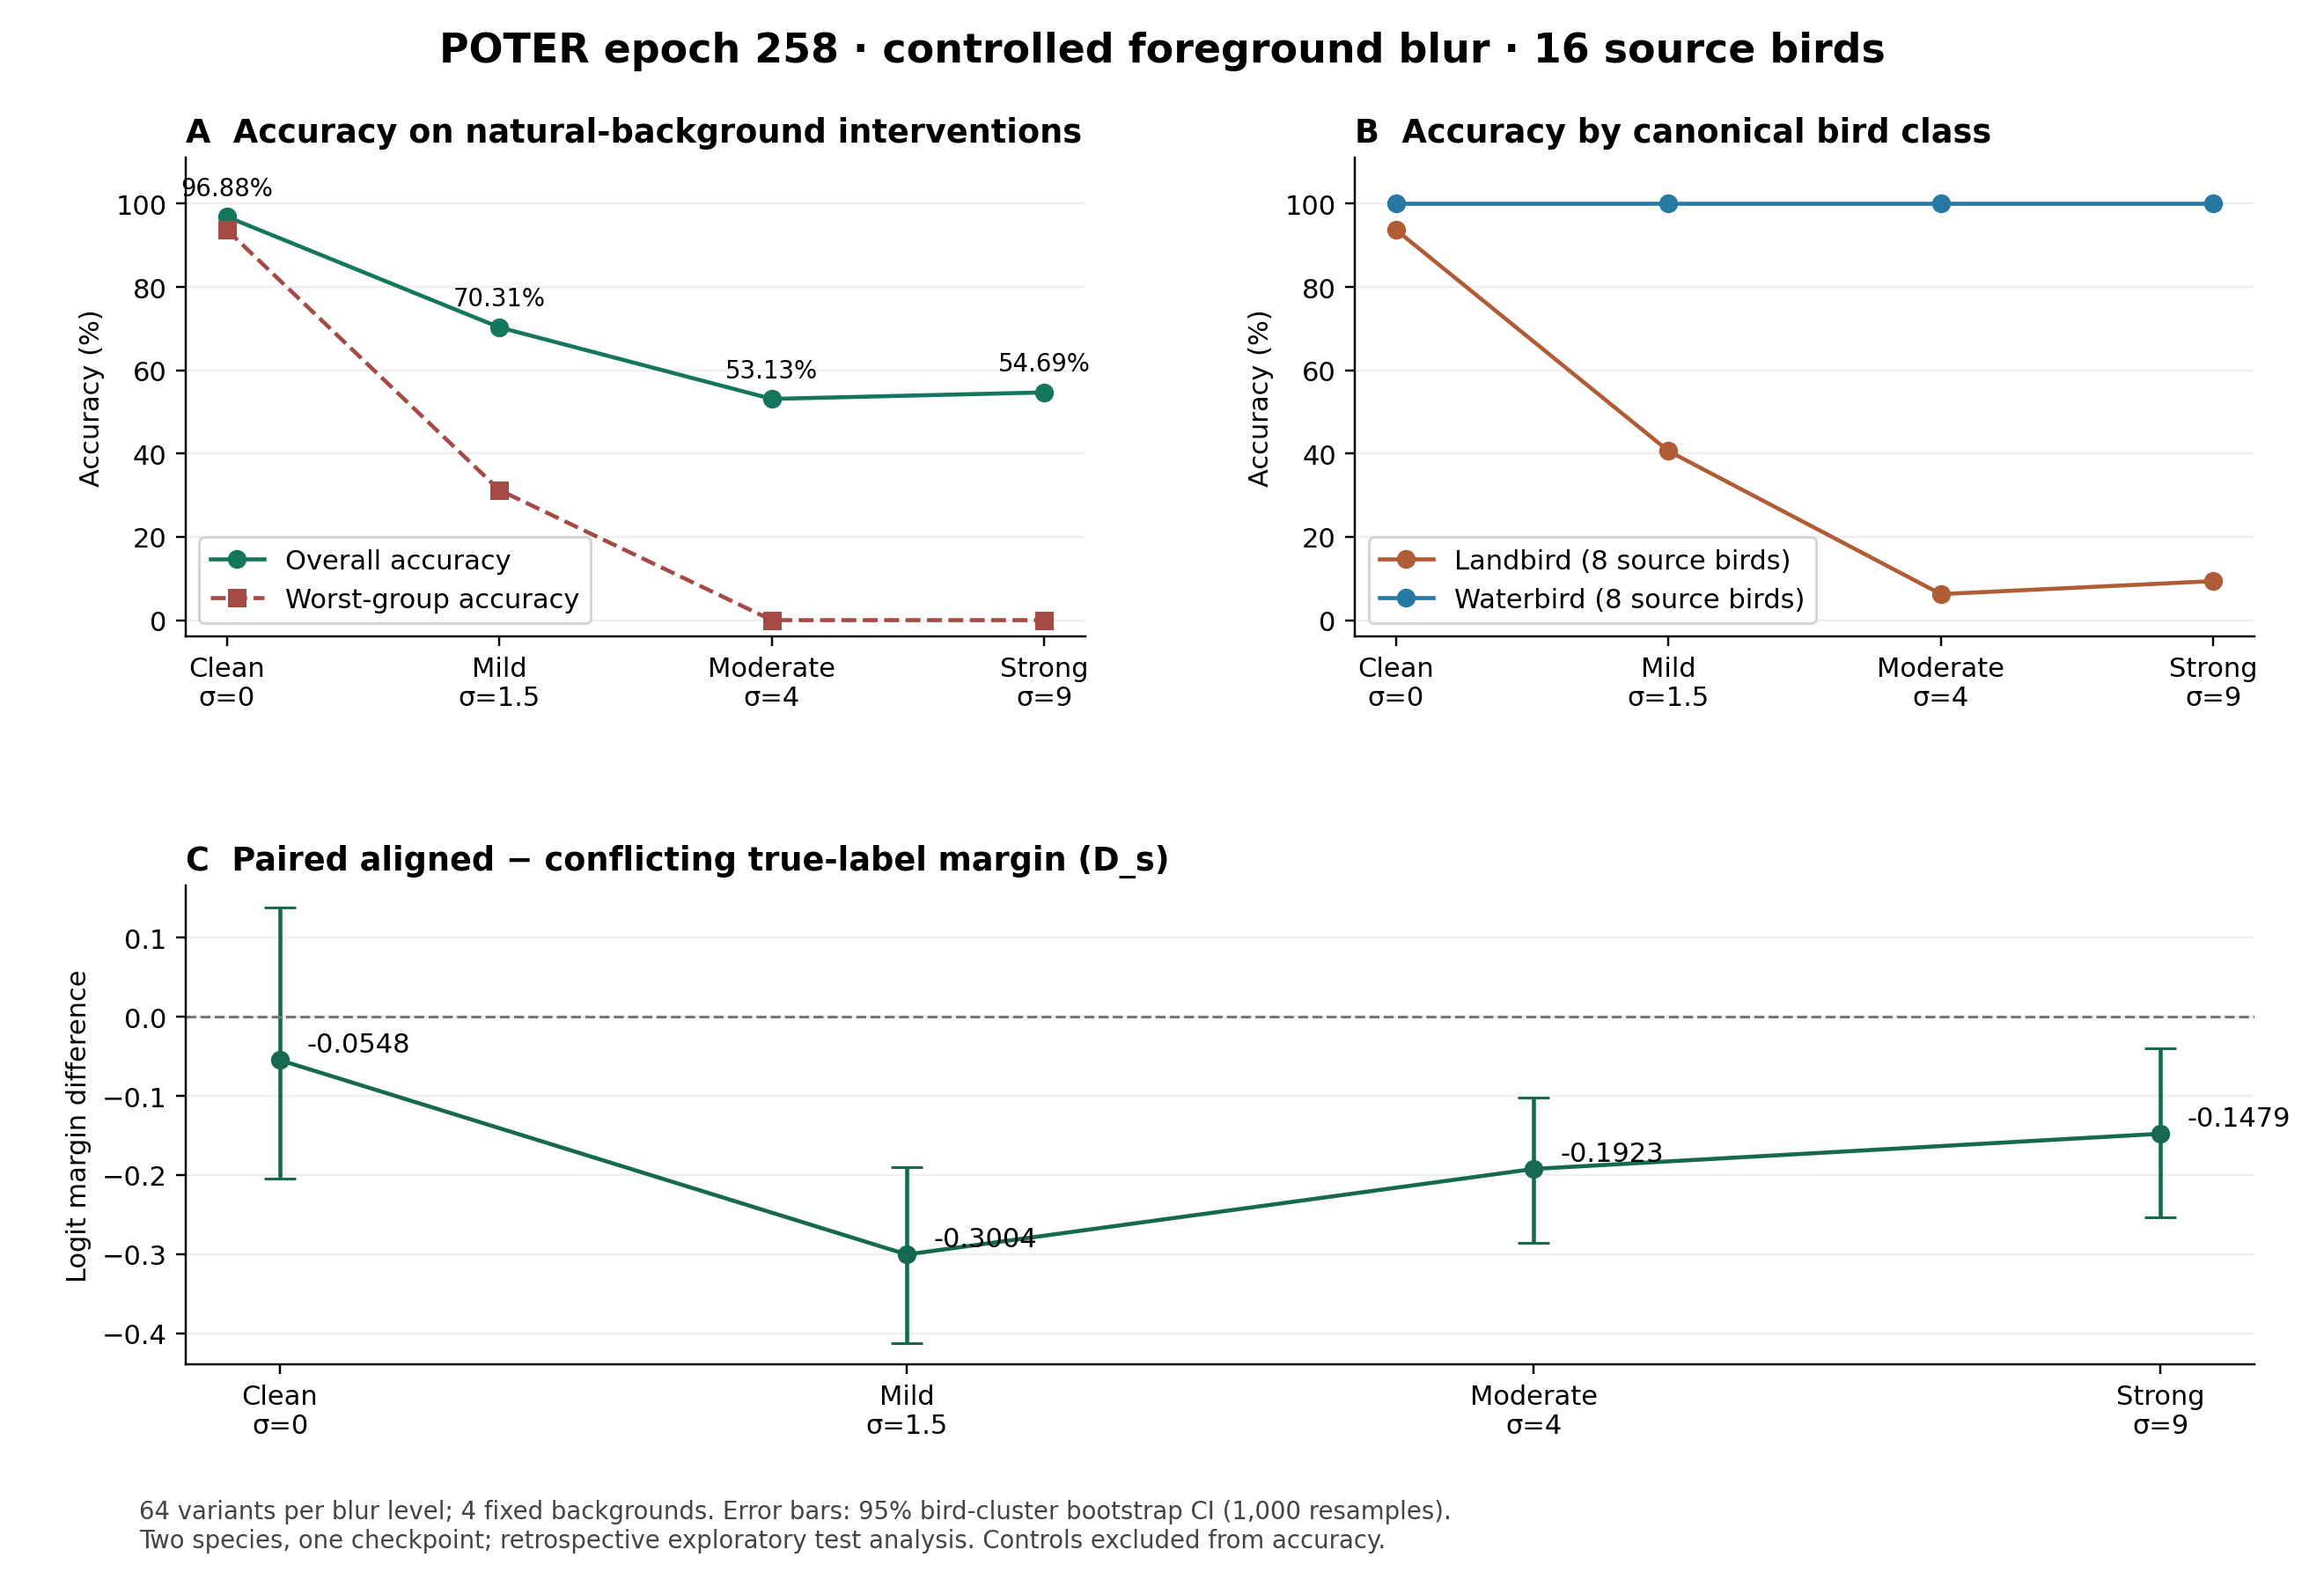 POTER epoch 258 · controlled foreground blur · 16 source birds
A  Accuracy on natural-background interventions
Accuracy (%)
100
80
60
40
20
0
96.88%
70.31%
53.13%
54.69%
Overall accuracy
Worst-group accuracy
Clean
σ=0
Mild
σ=1.5
Moderate
σ=4
Strong
σ=9
B  Accuracy by canonical bird class
Accuracy (%)
100
80
60
40
20
0
Landbird (8 source birds)
Waterbird (8 source birds)
Clean
σ=0
Mild
σ=1.5
Moderate
σ=4
Strong
σ=9
C  Paired aligned − conflicting true-label margin (D_s)
Logit margin difference
0.1
0.0
−0.1
−0.2
−0.3
−0.4
-0.0548
-0.3004
-0.1923
-0.1479
Clean
σ=0
Mild
σ=1.5
Moderate
σ=4
Strong
σ=9
64 variants per blur level; 4 fixed backgrounds. Error bars: 95% bird-cluster bootstrap CI (1,000 resamples).
Two species, one checkpoint; retrospective exploratory test analysis. Controls excluded from accuracy.